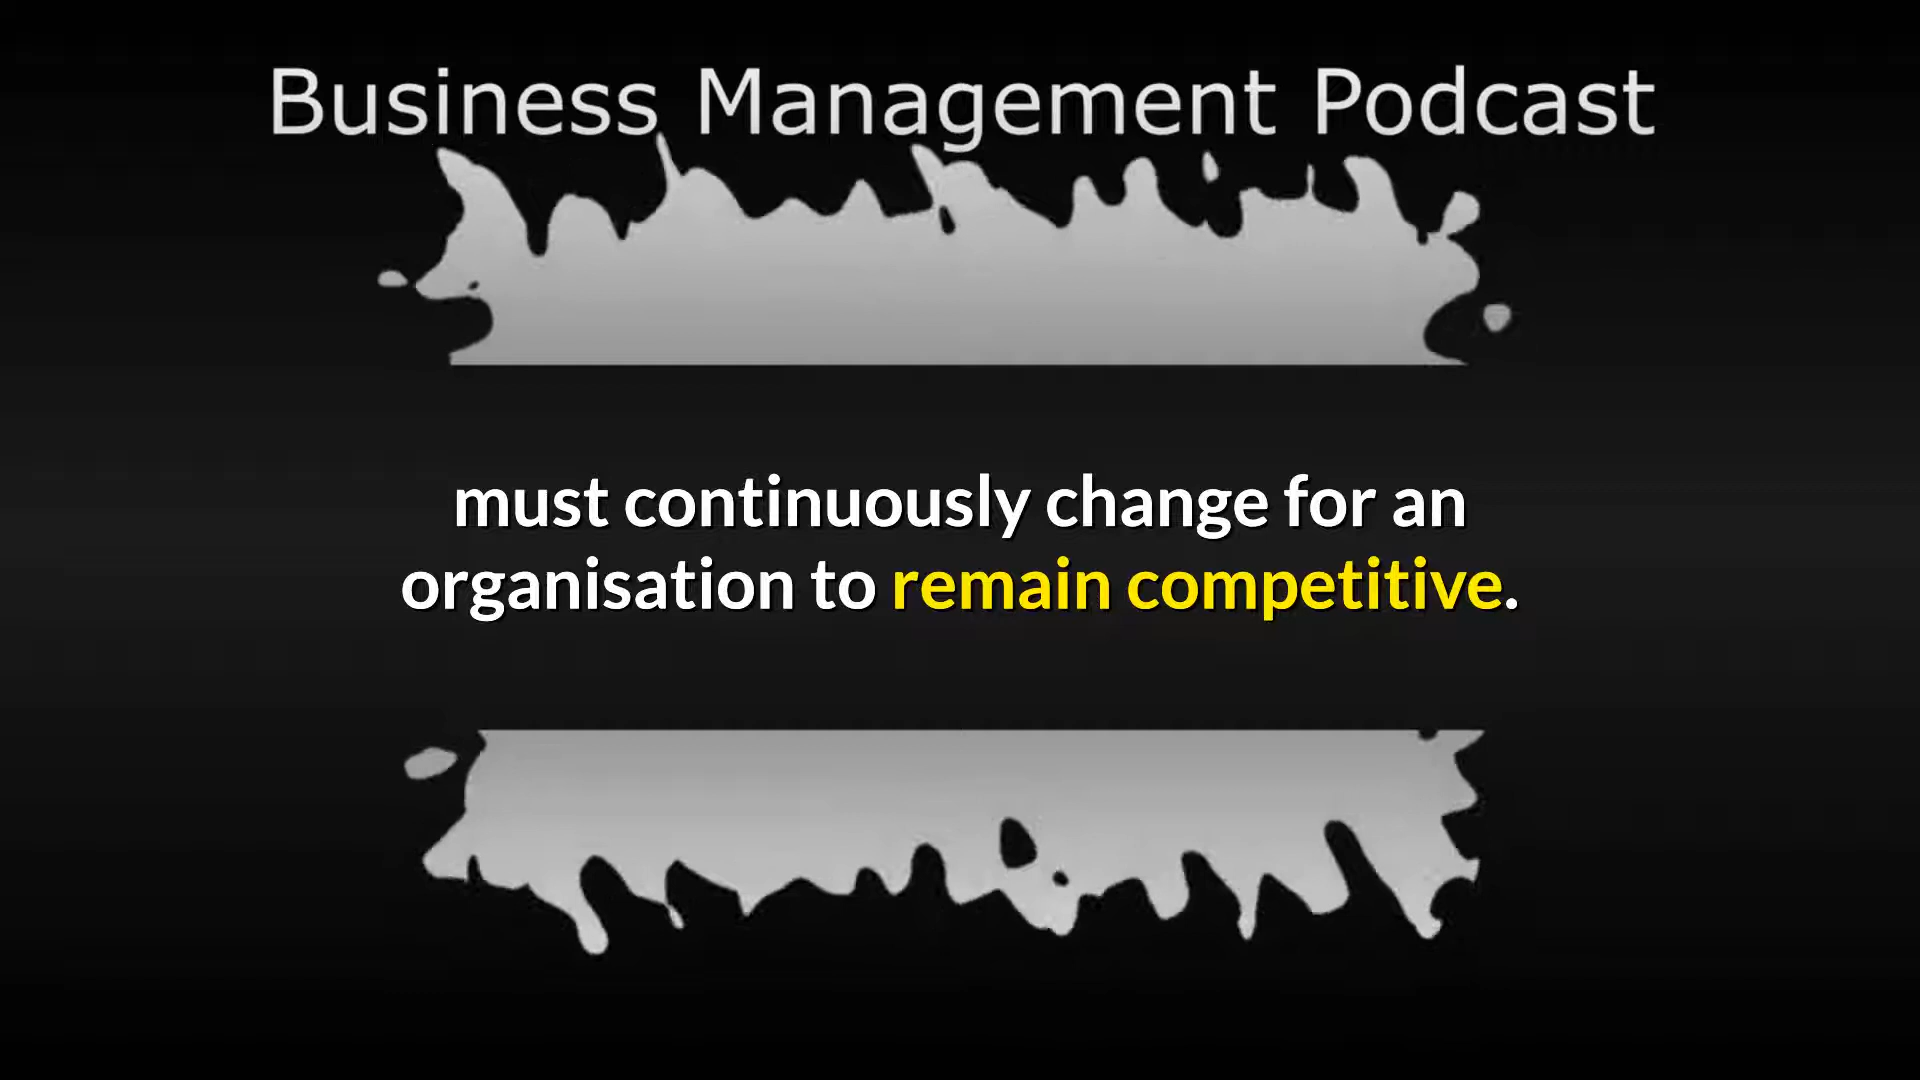 Business Management Podcast
must continuously change for an
organisation to remain competitive.